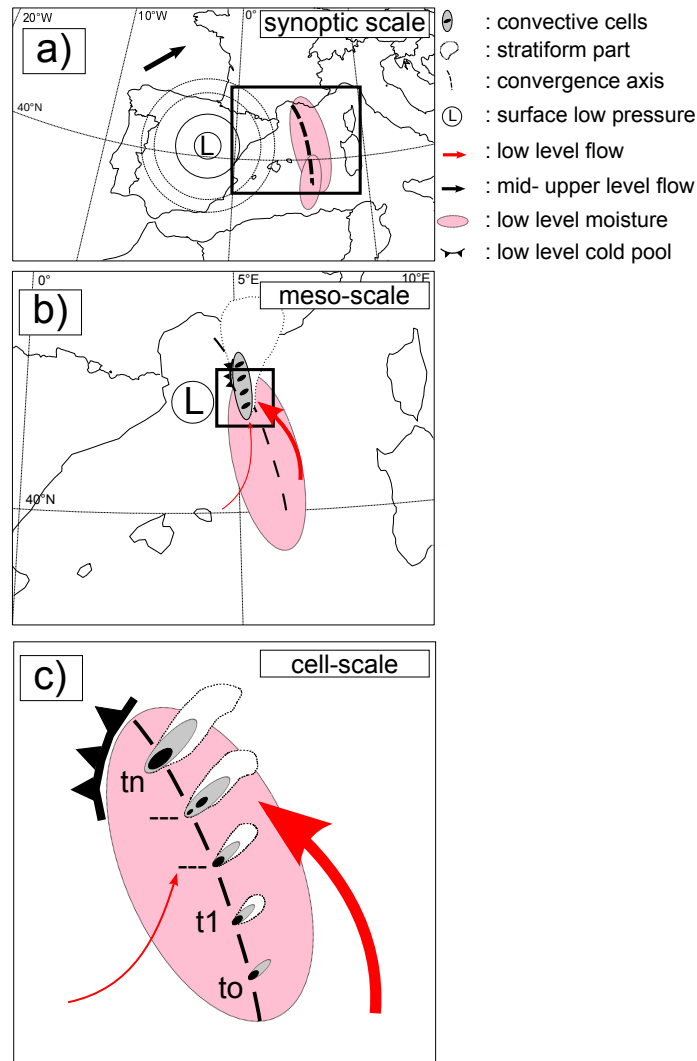 a)
synoptic scale
20°W
10°W
0°
10°E
20°E
40°N
L
: convective cells
: stratiform part
: convergence axis
L : surface low pressure
: low level flow
: mid- upper level flow
: low level moisture
: low level cold pool
b)
meso-scale
0°
5°E
10°E
L
40°N
c)
cell-scale
tn
t1
to